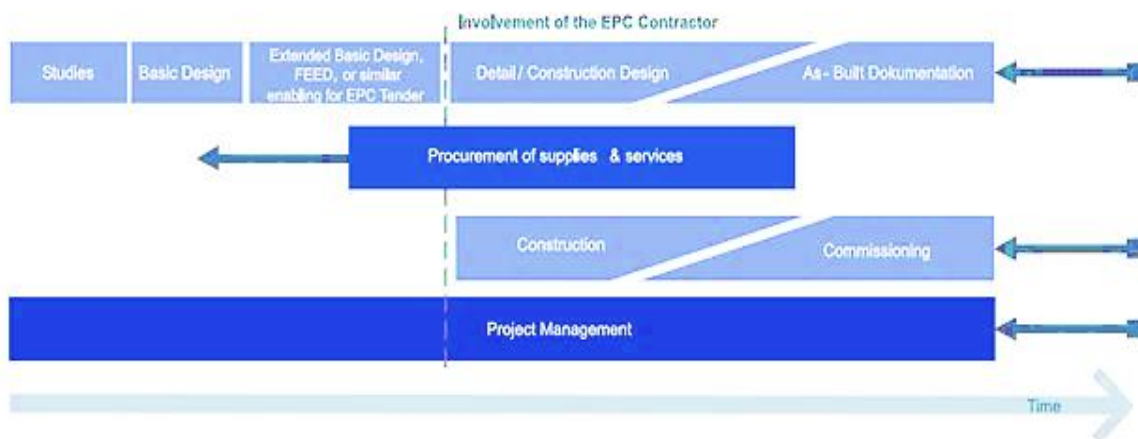 Involvement of the EPC Contractor
Studies
Basic Design
Extended Basic Design,
FEED, or similar
enabling for EPC Tender
Detail / Construction Design
As - Built Dokumentation
Procurement of supplies & services
Construction
Commissioning
Project Management
Time